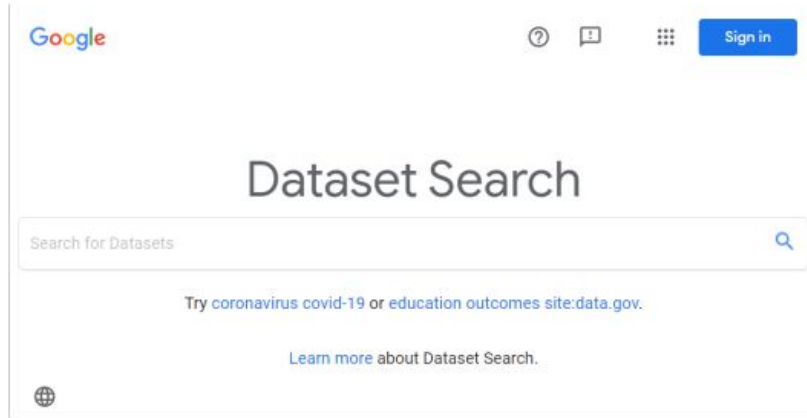 Google
Sign in
Dataset Search
Search for Datasets
Try coronavirus covid-19 or education outcomes site:data.gov.
Learn more about Dataset Search.